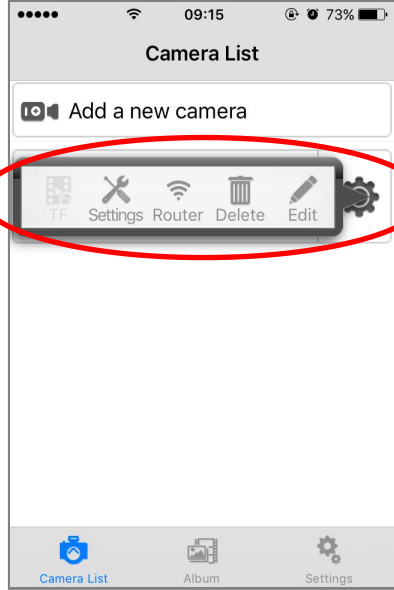 09:15 73%
Camera List
Add a new camera
TF Settings Router Delete Edit
Camera List Album Settings